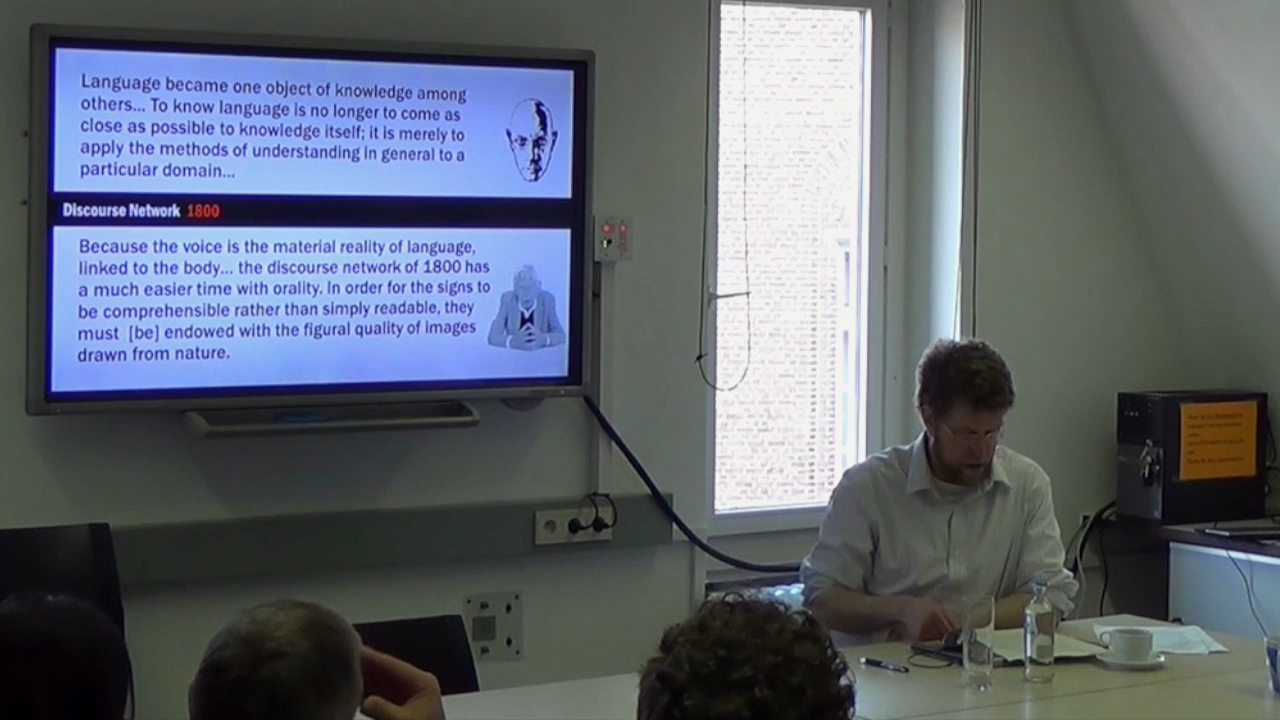 Language became one object of knowledge among
others... To know language is no longer to come as
close as possible to knowledge itself; it is merely to
apply the methods of understanding in general to a
particular domain...
Discourse Network 1800
Because the voice is the material reality of language,
linked to the body... the discourse network of 1800 has
a much easier time with orality. In order for the signs to
be comprehensible rather than simply readable, they
must [be] endowed with the figural quality of images
drawn from nature.